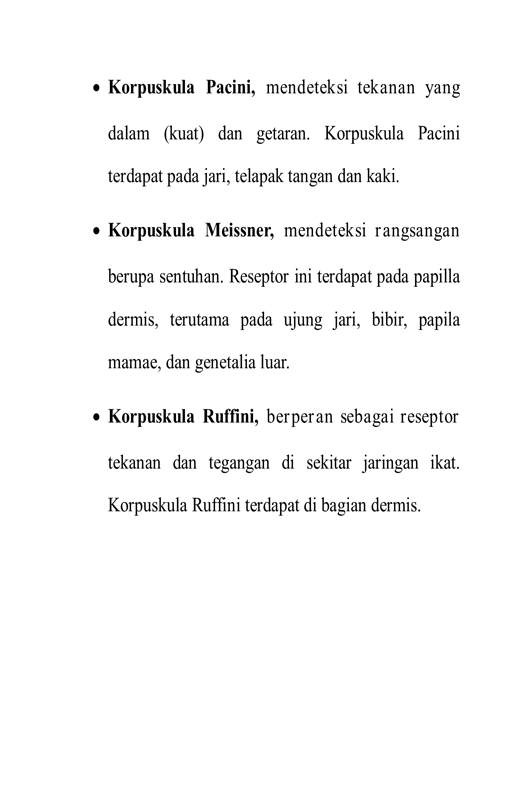 • Korpuskula Pacini, mendeteksi tekanan yang
dalam (kuat) dan getaran. Korpuskula Pacini
terdapat pada jari, telapak tangan dan kaki.
• Korpuskula Meissner, mendeteksi rangsangan
berupa sentuhan. Reseptor ini terdapat pada papilla
dermis, terutama pada ujung jari, bibir, papila
mamae, dan genetalia luar.
• Korpuskula Ruffini, berperan sebagai reseptor
tekanan dan tegangan di sekitar jaringan ikat.
Korpuskula Ruffini terdapat di bagian dermis.